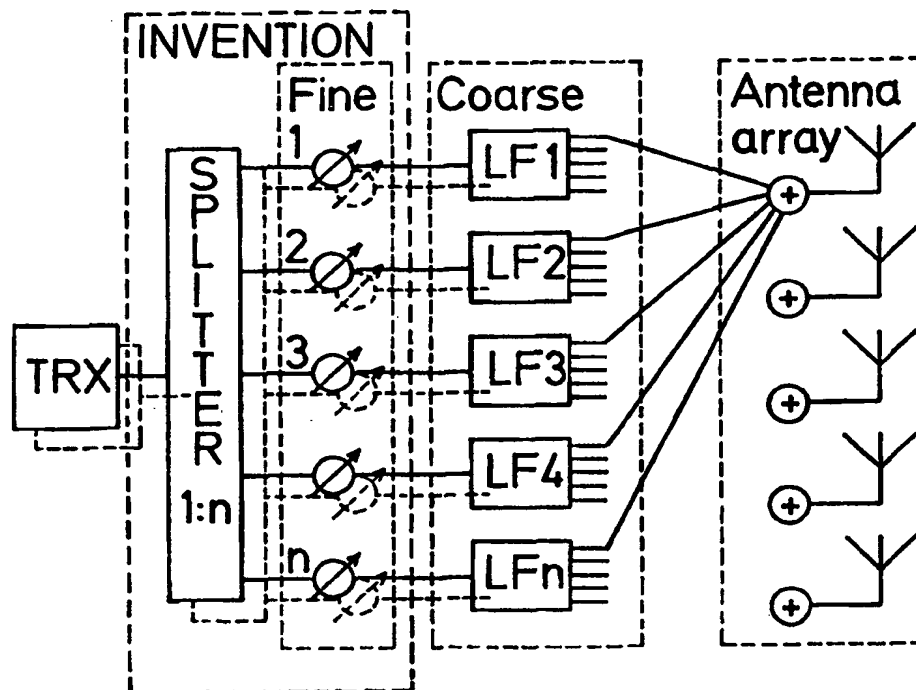 INVENTION
Fine
Coarse
Antenna
array
1
2
3
n
SPLITTER
1:n
TRX
LF1
LF2
LF3
LF4
LFn
+
+
+
+
+